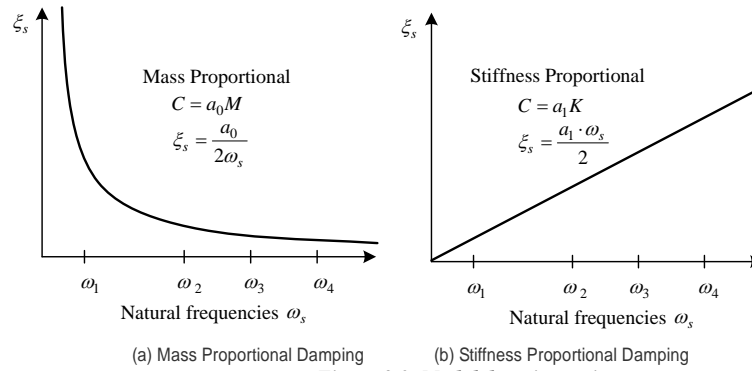 ξₛ
Mass Proportional
C = a₀M
ξₛ = a₀ / 2ωₛ
ω₁ ω₂ ω₃ ω₄
Natural frequencies ωₛ
(a) Mass Proportional Damping
ξₛ
Stiffness Proportional
C = a₁K
ξₛ = a₁ · ωₛ / 2
ω₁ ω₂ ω₃ ω₄
Natural frequencies ωₛ
(b) Stiffness Proportional Damping